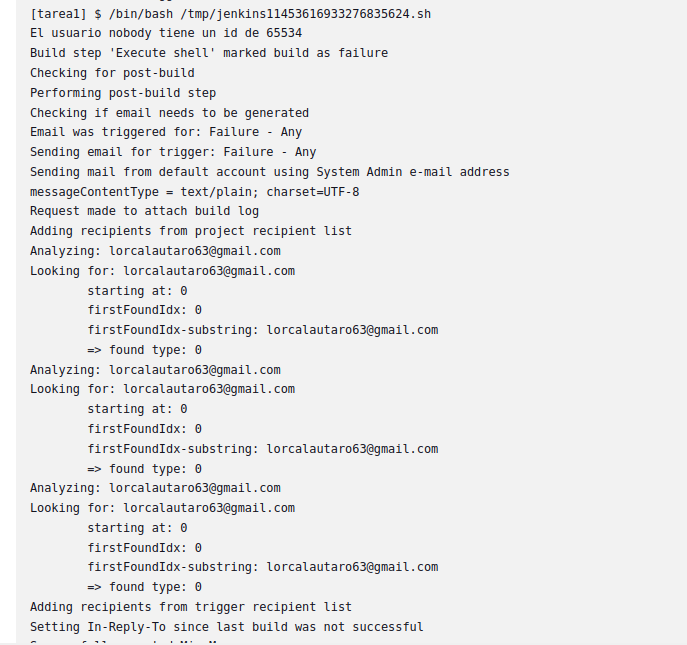 [tarea1] $ /bin/bash /tmp/jenkins11453616933276835624.sh
El usuario nobody tiene un id de 65534
Build step 'Execute shell' marked build as failure
Checking for post-build
Performing post-build step
Checking if email needs to be generated
Email was triggered for: Failure - Any
Sending email for trigger: Failure - Any
Sending mail from default account using System Admin e-mail address
messageContentType = text/plain; charset=UTF-8
Request made to attach build log
Adding recipients from project recipient list
Analyzing: lorcalautaro63@gmail.com
Looking for: lorcalautaro63@gmail.com
starting at: 0
firstFoundIdx: 0
firstFoundIdx-substring: lorcalautaro63@gmail.com
=> found type: 0
Analyzing: lorcalautaro63@gmail.com
Looking for: lorcalautaro63@gmail.com
starting at: 0
firstFoundIdx: 0
firstFoundIdx-substring: lorcalautaro63@gmail.com
=> found type: 0
Analyzing: lorcalautaro63@gmail.com
Looking for: lorcalautaro63@gmail.com
starting at: 0
firstFoundIdx: 0
firstFoundIdx-substring: lorcalautaro63@gmail.com
=> found type: 0
Adding recipients from trigger recipient list
Setting In-Reply-To since last build was not successful